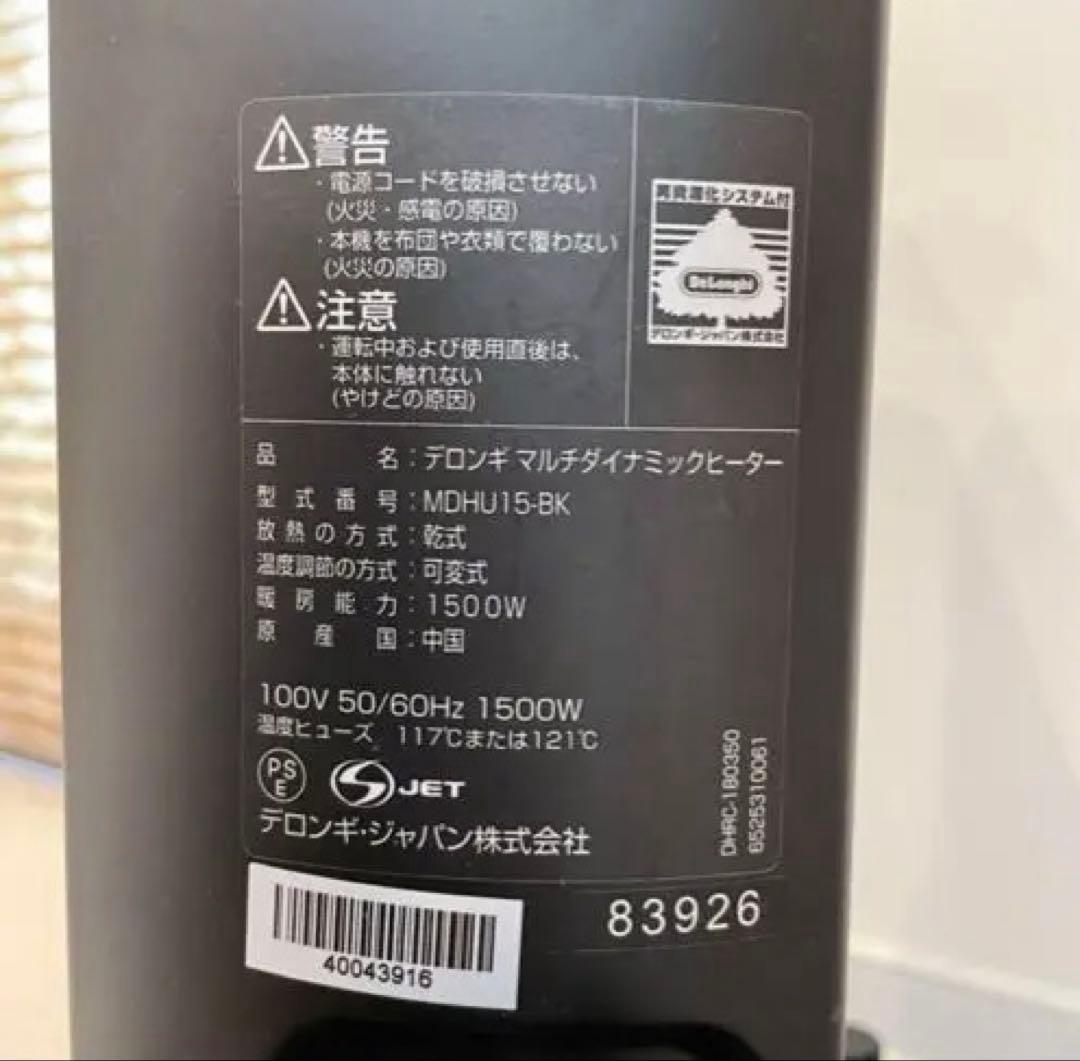 警告
・電源コードを破損させない
(火災・感電の原因)
・本機を布団や衣類で覆わない
(火災の原因)
注意
・運転中および使用直後は、
本体に触れない
(やけどの原因)
システム付
DeLonghi
デロンギ・ジャパン株式会社
品名：デロンギ マルチダイナミックヒーター
型式番号：MDHU15-BK
放熱の方式：乾式
温度調節の方式：可変式
暖房能力：1500W
原産国：中国
100V 50/60Hz 1500W
温度ヒューズ 117℃または121℃
PS
E
JET
デロンギ・ジャパン株式会社
DHRC-180350
6525310061
83926
40043916